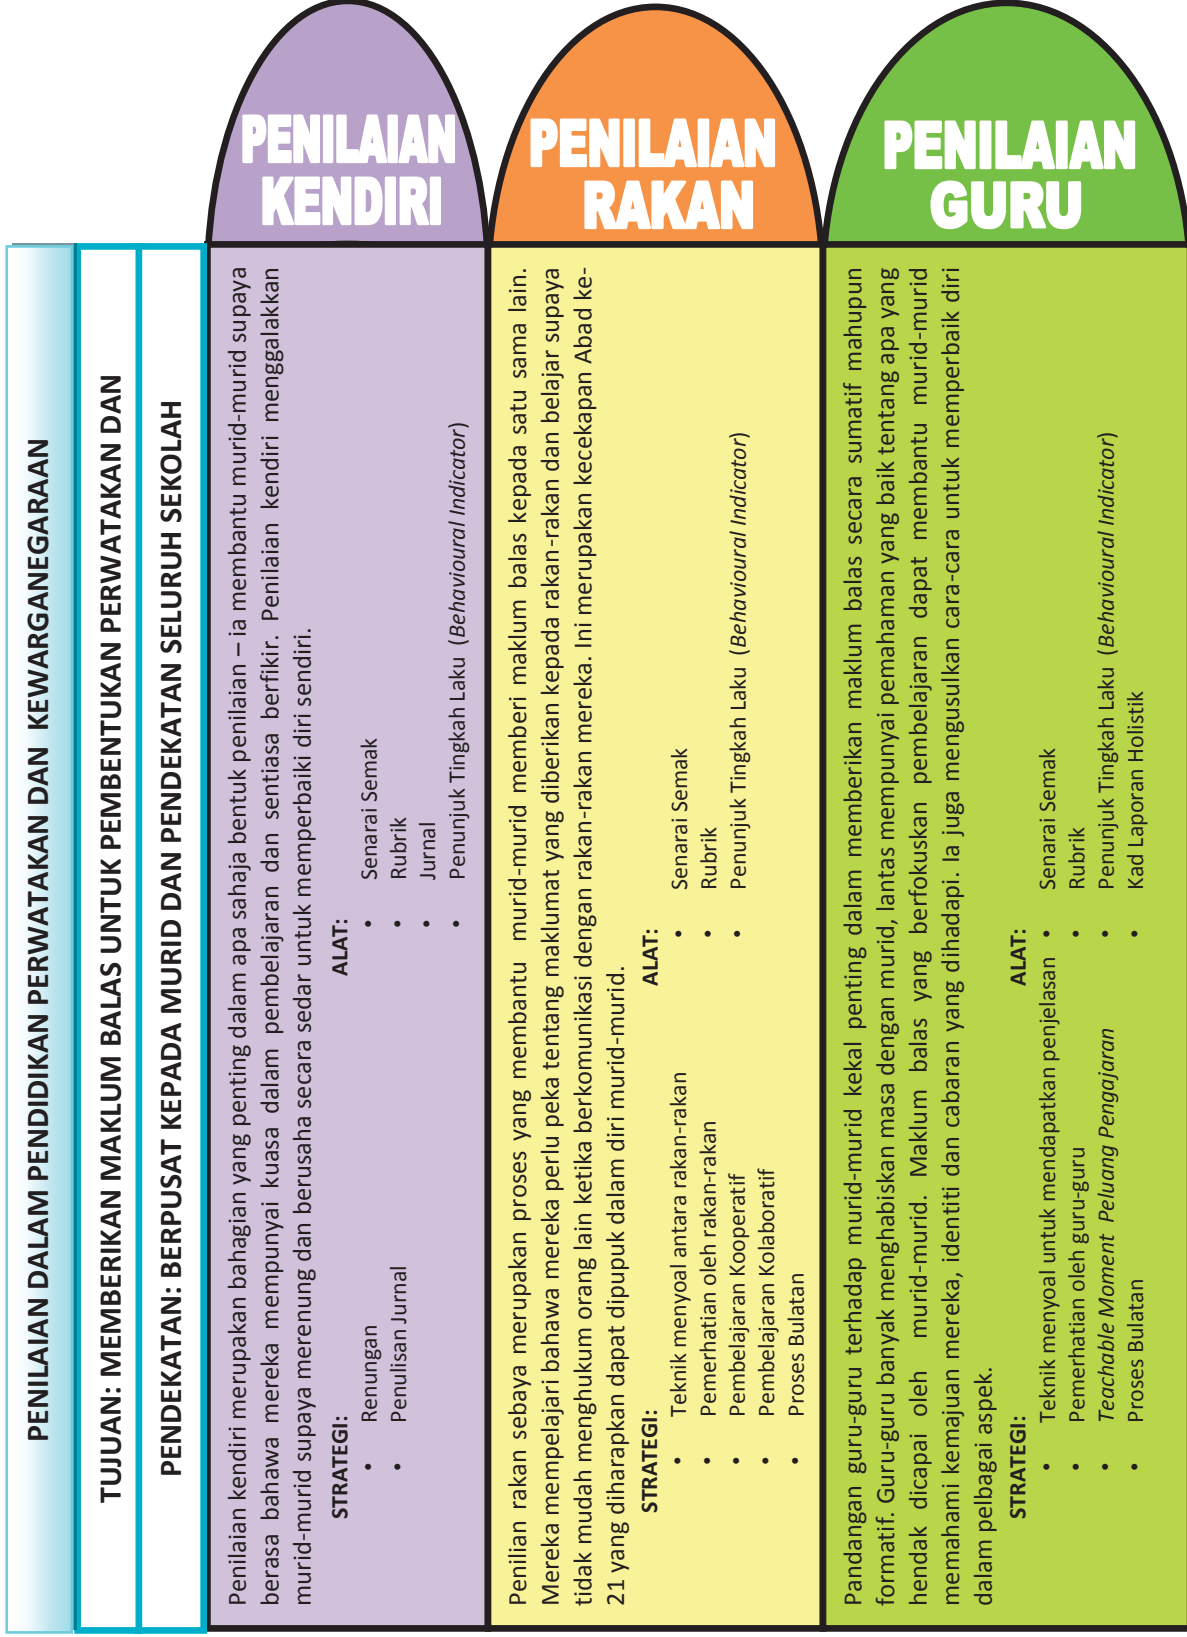 PENILAIAN DALAM PENDIDIKAN PERWATAKAN DAN KEWARGANEGARAAN
TUJUAN: MEMBERIKAN MAKLUM BALAS UNTUK PEMBENTUKAN PERWATAKAN DAN
PENDEKATAN: BERPUSAT KEPADA MURID DAN PENDEKATAN SELURUH SEKOLAH
PENILAIAN
KENDIRI
Penilaian kendiri merupakan bahagian yang penting dalam apa sahaja bentuk penilaian – ia membantu murid-murid supaya
berasa bahawa mereka mempunyai kuasa dalam pembelajaran dan sentiasa berfikir. Penilaian kendiri menggalakkan
murid-murid supaya merenung dan berusaha secara sedar untuk memperbaiki diri sendiri.
STRATEGI:
• Renungan
• Penulisan Jurnal
ALAT:
• Senarai Semak
• Rubrik
• Jurnal
• Penunjuk Tingkah Laku (Behavioural Indicator)
PENILAIAN
RAKAN
Penilian rakan sebaya merupakan proses yang membantu murid-murid memberi maklum balas kepada satu sama lain.
Mereka mempelajari bahawa mereka perlu peka tentang maklumat yang diberikan kepada rakan-rakan dan belajar supaya
tidak mudah menghukum orang lain ketika berkomunikasi dengan rakan-rakan mereka. Ini merupakan kecekapan Abad ke-
21 yang diharapkan dapat dipupuk dalam diri murid-murid.
STRATEGI:
• Teknik menyoal antara rakan-rakan
• Pemerhatian oleh rakan-rakan
• Pembelajaran Kooperatif
• Pembelajaran Kolaboratif
• Proses Bulatan
ALAT:
• Senarai Semak
• Rubrik
• Penunjuk Tingkah Laku (Behavioural Indicator)
PENILAIAN
GURU
Pandangan guru-guru terhadap murid-murid kekal penting dalam memberikan maklum balas secara sumatif mahupun
formatif. Guru-guru banyak menghabiskan masa dengan murid, lantas mempunyai pemahaman yang baik tentang apa yang
hendak dicapai oleh murid-murid. Maklum balas yang berfokuskan pembelajaran dapat membantu murid-murid
memahami kemajuan mereka, identiti dan cabaran yang dihadapi. Ia juga mengusulkan cara-cara untuk memperbaik diri
dalam pelbagai aspek.
STRATEGI:
• Teknik menyoal untuk mendapatkan penjelasan
• Pemerhatian oleh guru-guru
• Teachable Moment Peluang Pengajaran
• Proses Bulatan
ALAT:
• Senarai Semak
• Rubrik
• Penunjuk Tingkah Laku (Behavioural Indicator)
• Kad Laporan Holistik